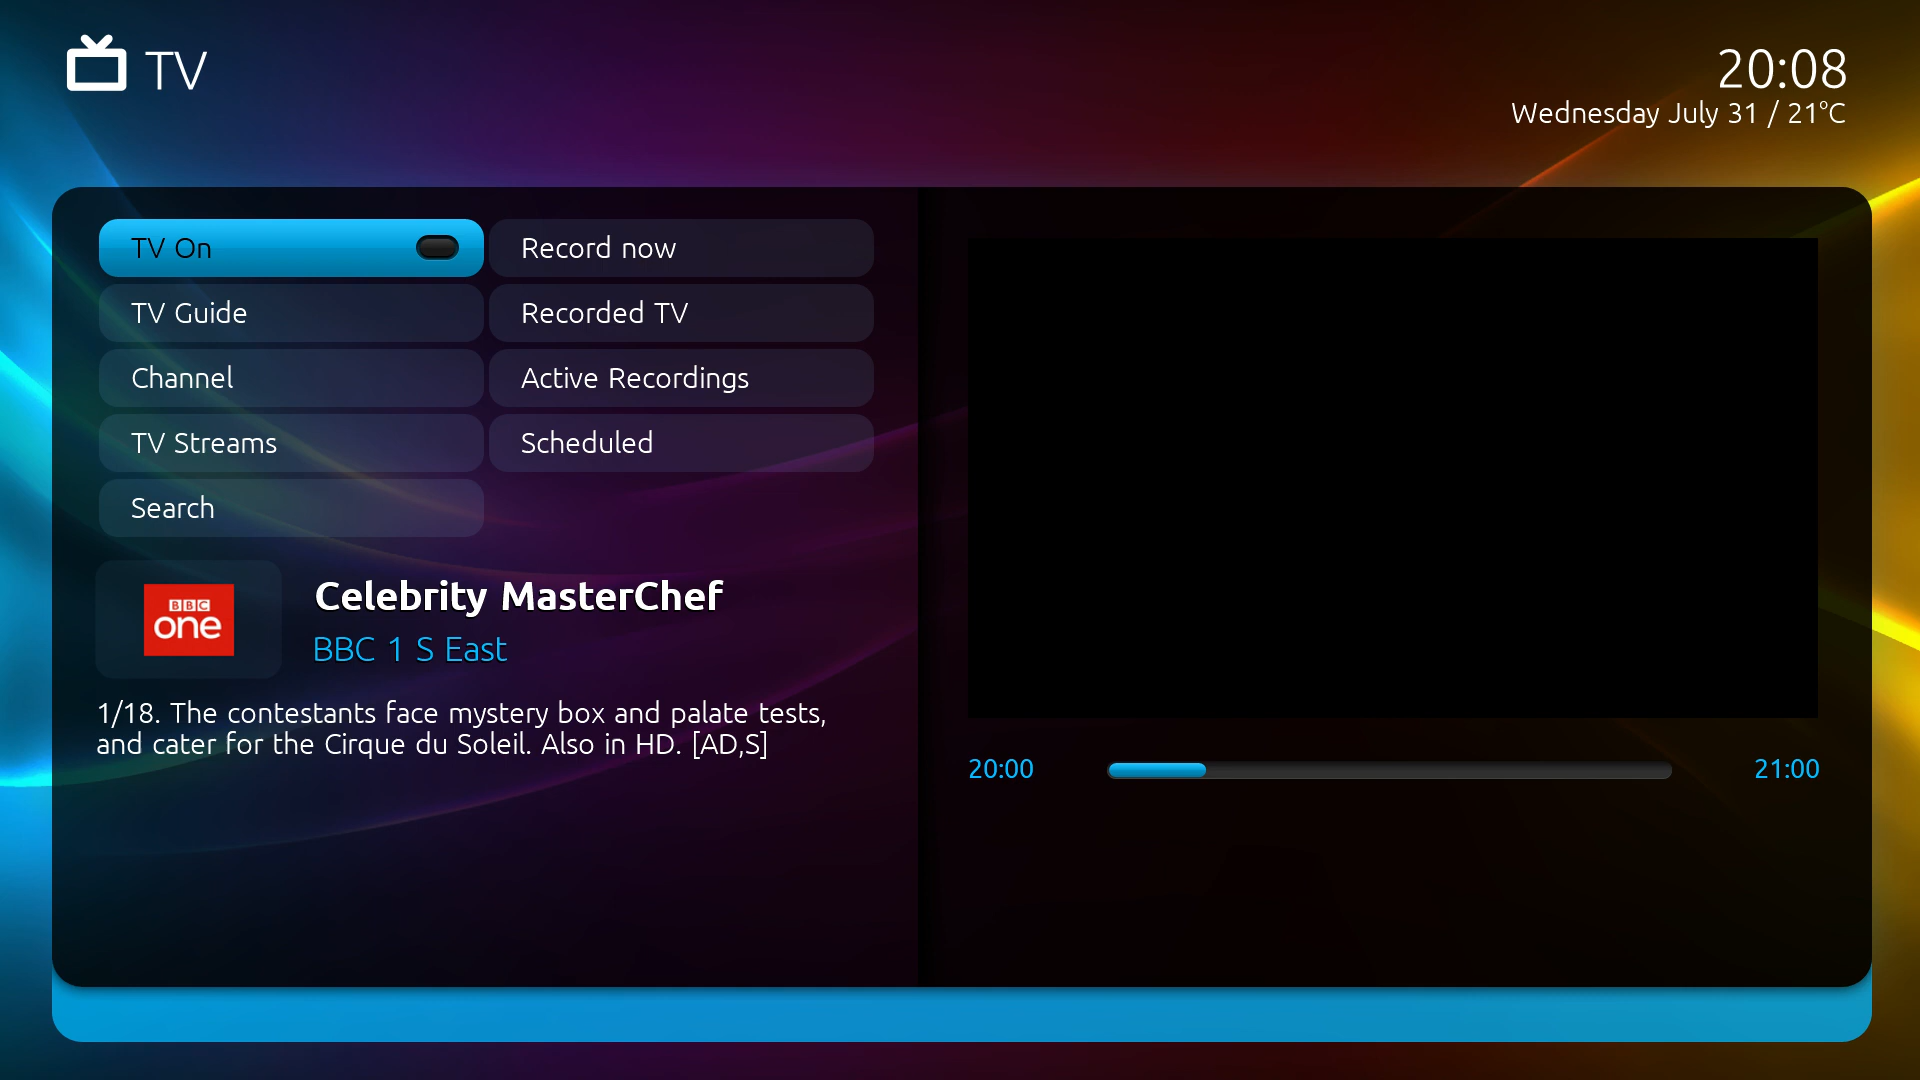 TV
20:08
Wednesday July 31 / 21°C
TV On
Record now
TV Guide
Recorded TV
Channel
Active Recordings
TV Streams
Scheduled
Search
BBC
one
Celebrity MasterChef
BBC 1 S East
1/18. The contestants face mystery box and palate tests,
and cater for the Cirque du Soleil. Also in HD. [AD,S]
20:00
21:00